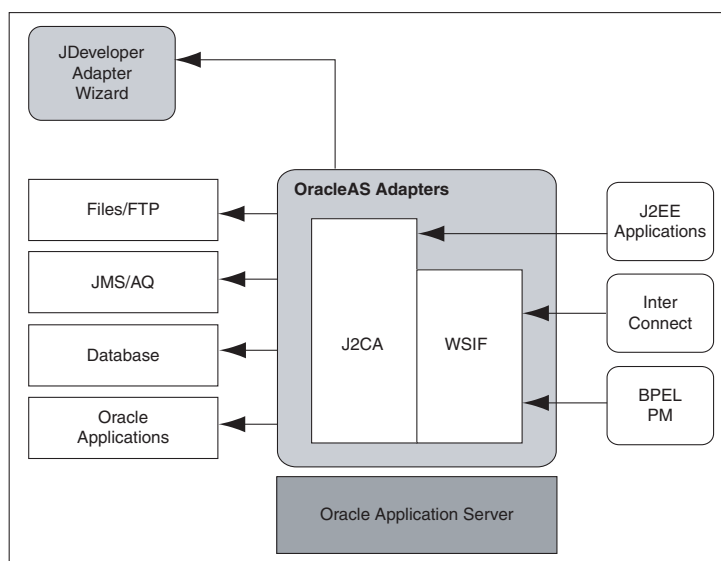 JDeveloper
Adapter
Wizard
OracleAS Adapters
Files/FTP
JMS/AQ
Database
Oracle
Applications
J2CA
WSIF
J2EE
Applications
Inter
Connect
BPEL
PM
Oracle Application Server